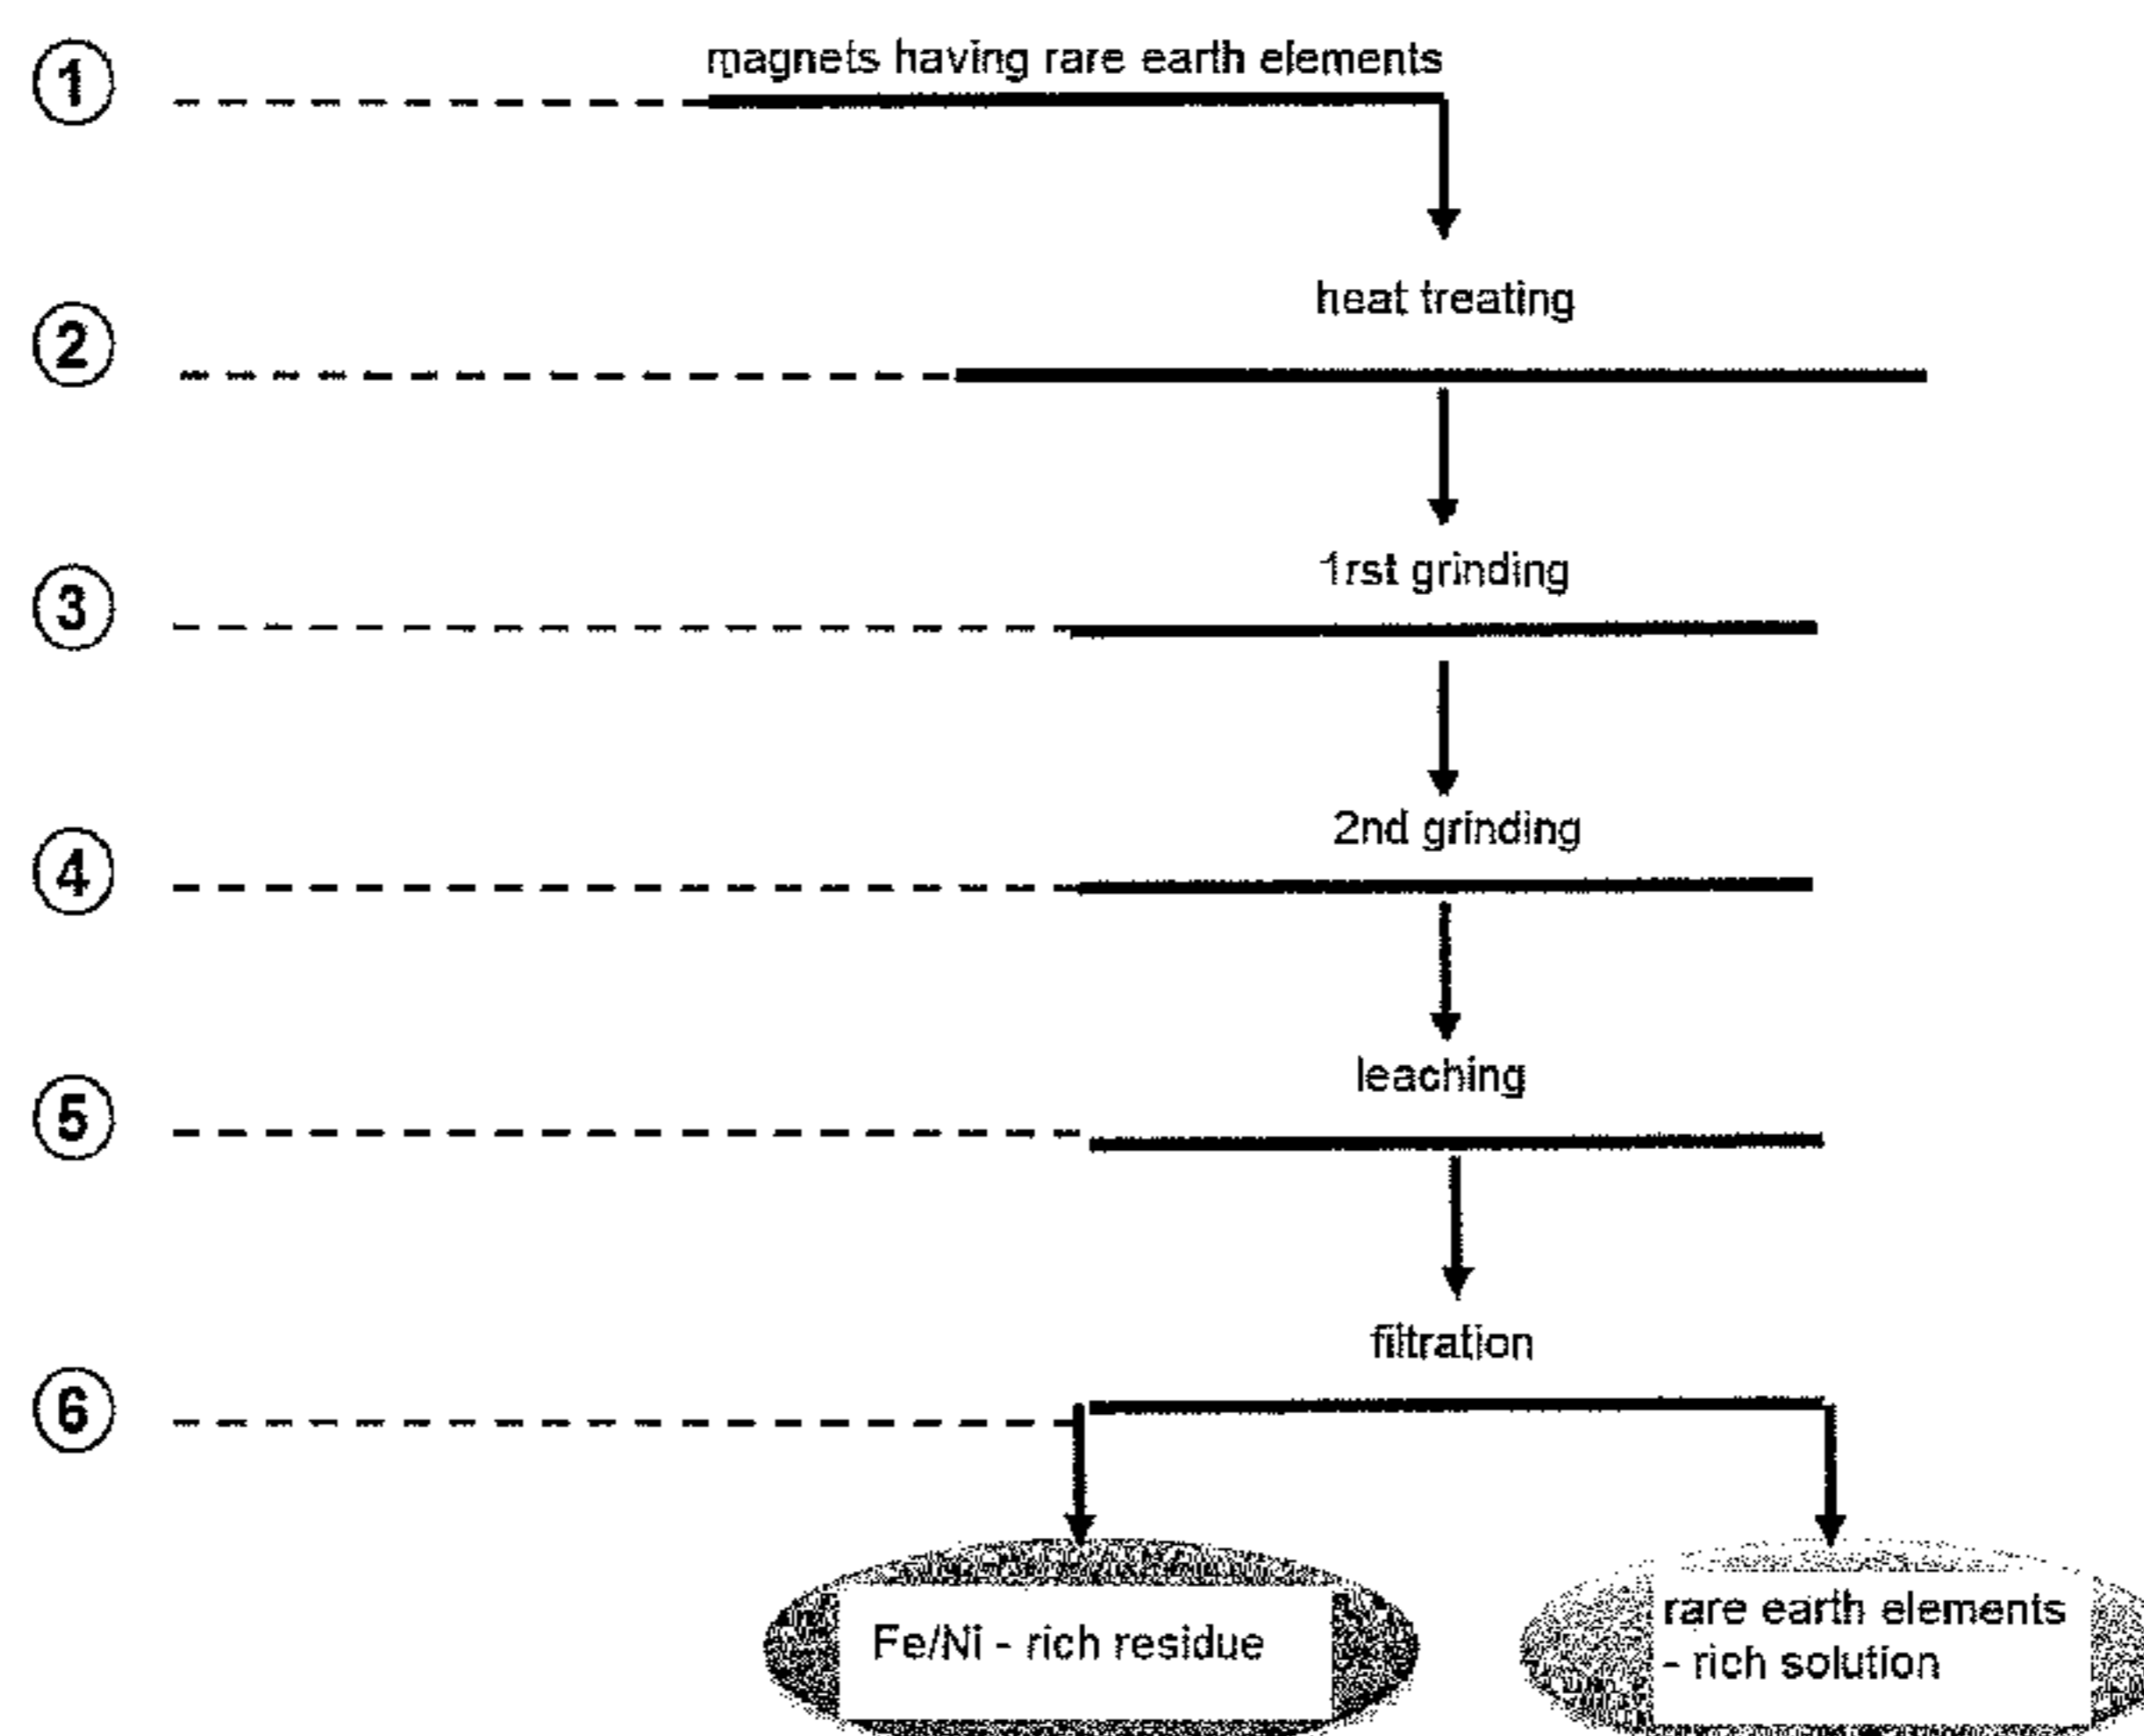 1
magnets having rare earth elements
2
heat treating
3
1rst grinding
4
2nd grinding
5
leaching
6
filtration
Fe/Ni - rich residue
rare earth elements
- rich solution